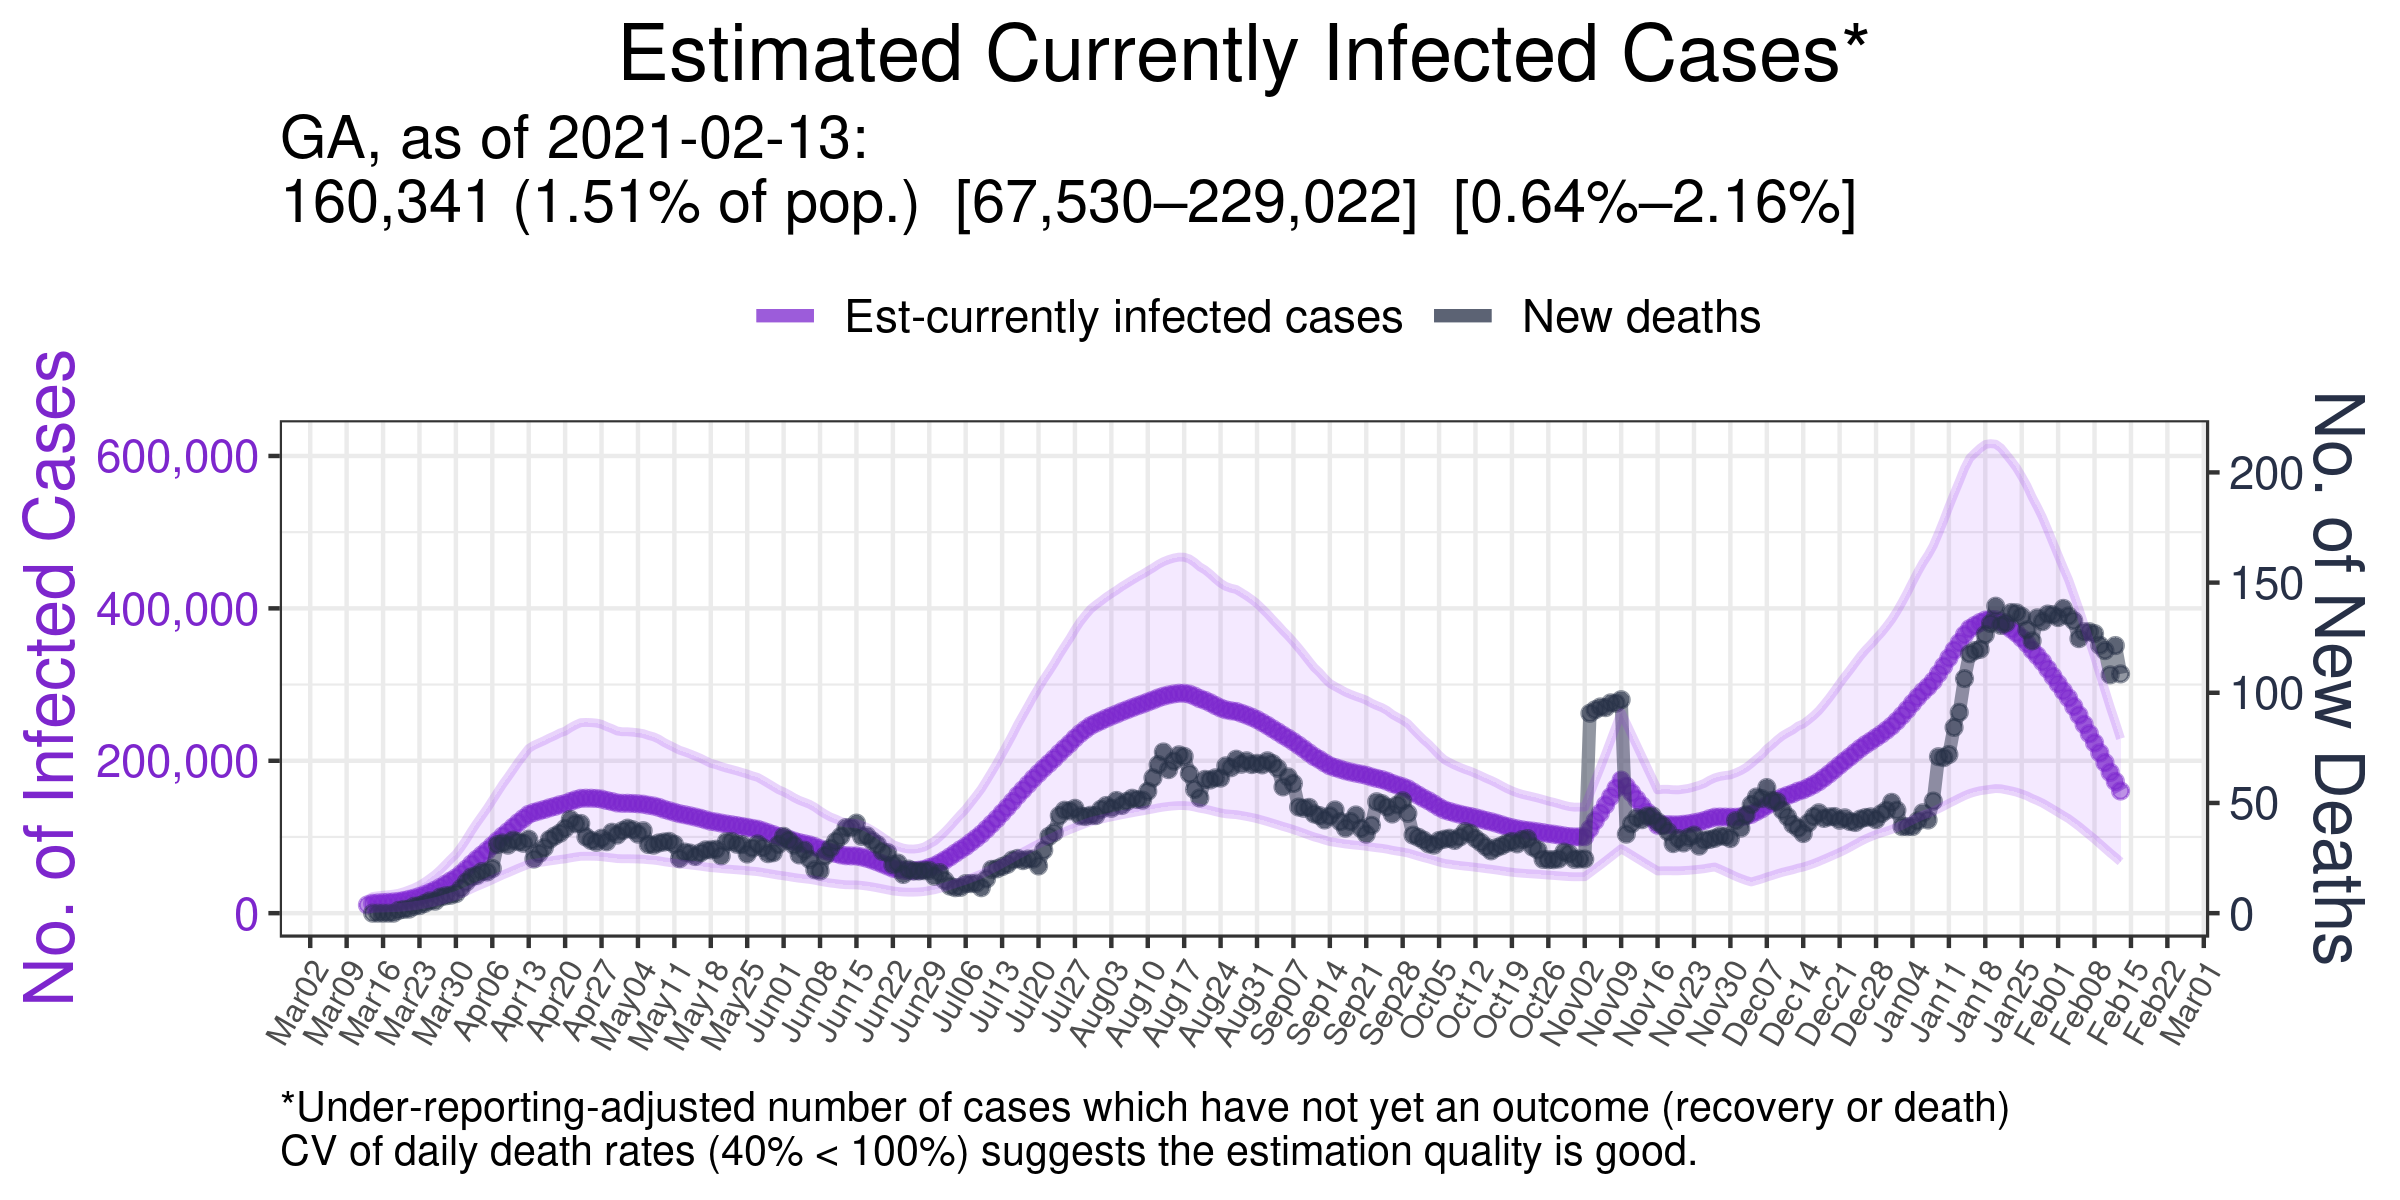 Estimated Currently Infected Cases*
GA, as of 2021-02-13:
160,341 (1.51% of pop.)  [67,530–229,022]  [0.64%–2.16%]
Est-currently infected cases
New deaths
No. of Infected Cases
600,000
400,000
200,000
0
No. of New Deaths
200
150
100
50
0
Mar02
Mar09
Mar16
Mar23
Mar30
Apr06
Apr13
Apr20
Apr27
May04
May11
May18
May25
Jun01
Jun08
Jun15
Jun22
Jun29
Jul06
Jul13
Jul20
Jul27
Aug03
Aug10
Aug17
Aug24
Aug31
Sep07
Sep14
Sep21
Sep28
Oct05
Oct12
Oct19
Oct26
Nov02
Nov09
Nov16
Nov23
Nov30
Dec07
Dec14
Dec21
Dec28
Jan04
Jan11
Jan18
Jan25
Feb01
Feb08
Feb15
Feb22
Mar01
*Under-reporting-adjusted number of cases which have not yet an outcome (recovery or death)
CV of daily death rates (40% < 100%) suggests the estimation quality is good.